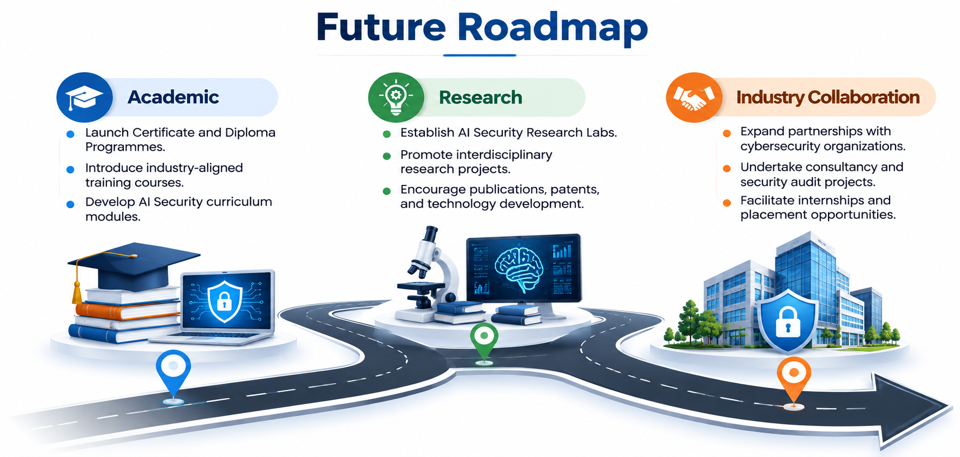 Future Roadmap
Academic
Launch Certificate and Diploma
Programmes.
Introduce industry-aligned
training courses.
Develop AI Security curriculum
modules.
Research
Establish AI Security Research Labs.
Promote interdisciplinary
research projects.
Encourage publications, patents,
and technology development.
Industry Collaboration
Expand partnerships with
cybersecurity organizations.
Undertake consultancy and
security audit projects.
Facilitate internships and
placement opportunities.